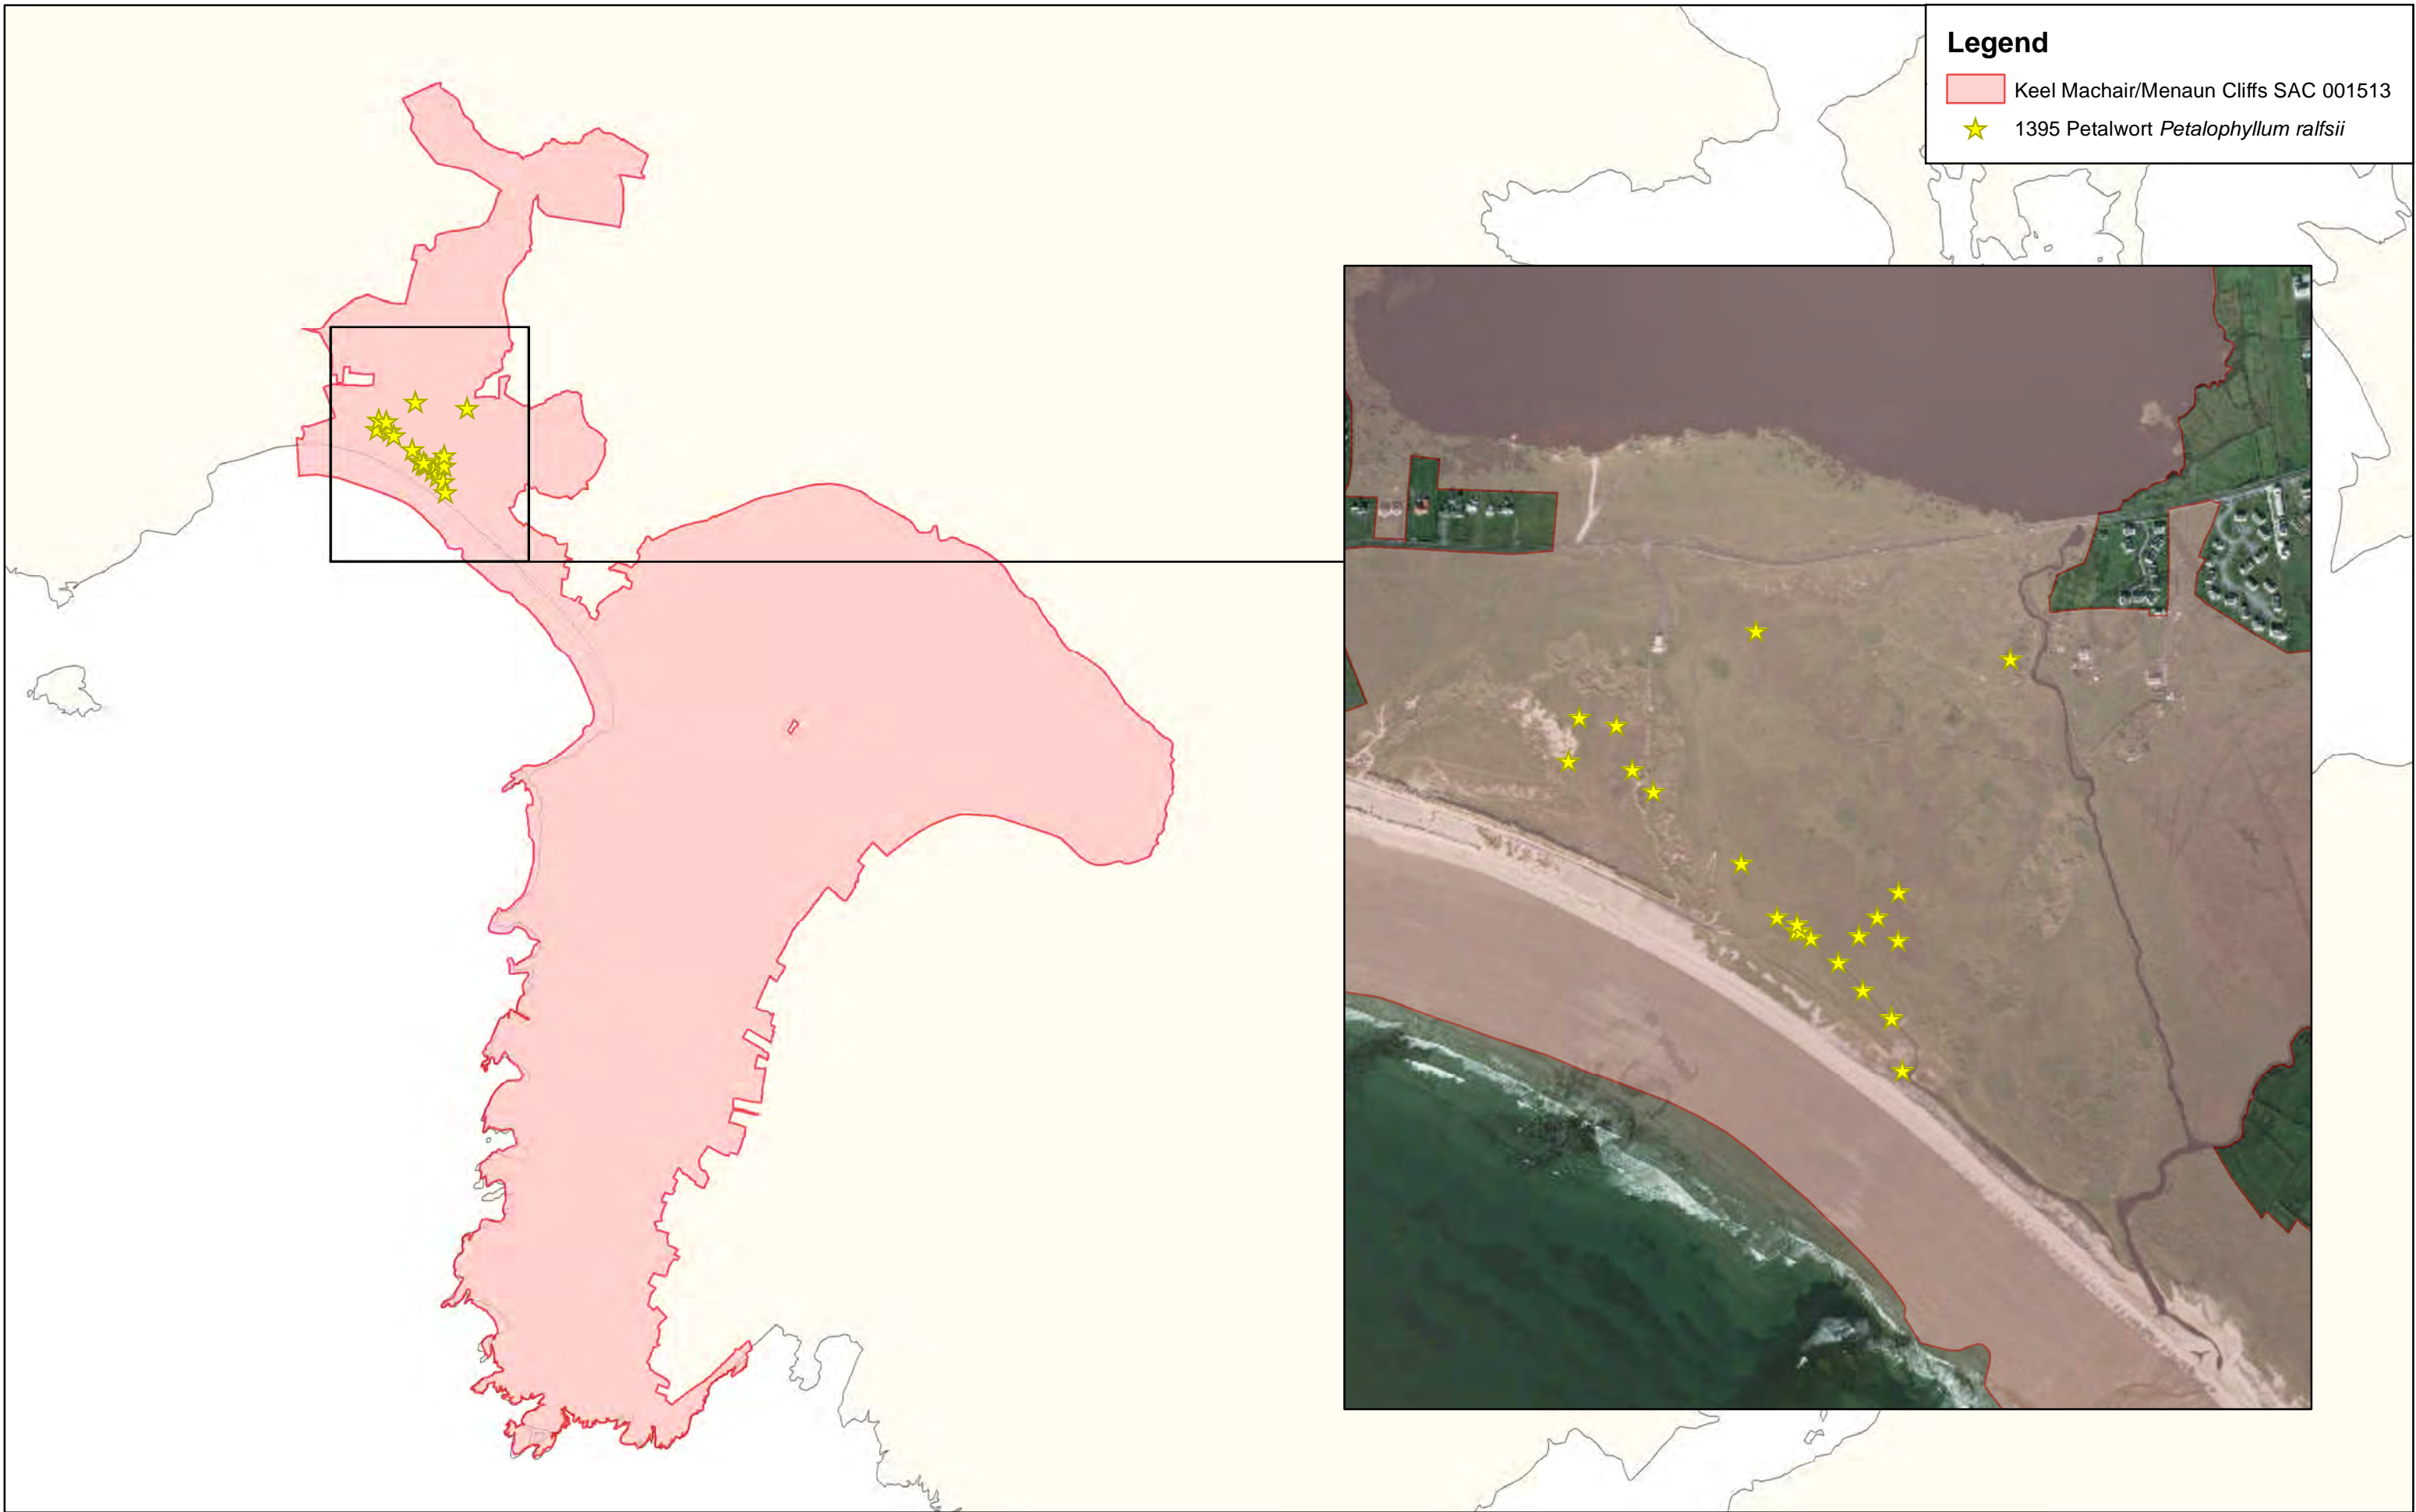 Legend
Keel Machair/Menaun Cliffs SAC 001513
1395 Petalwort Petalophyllum ralfsii